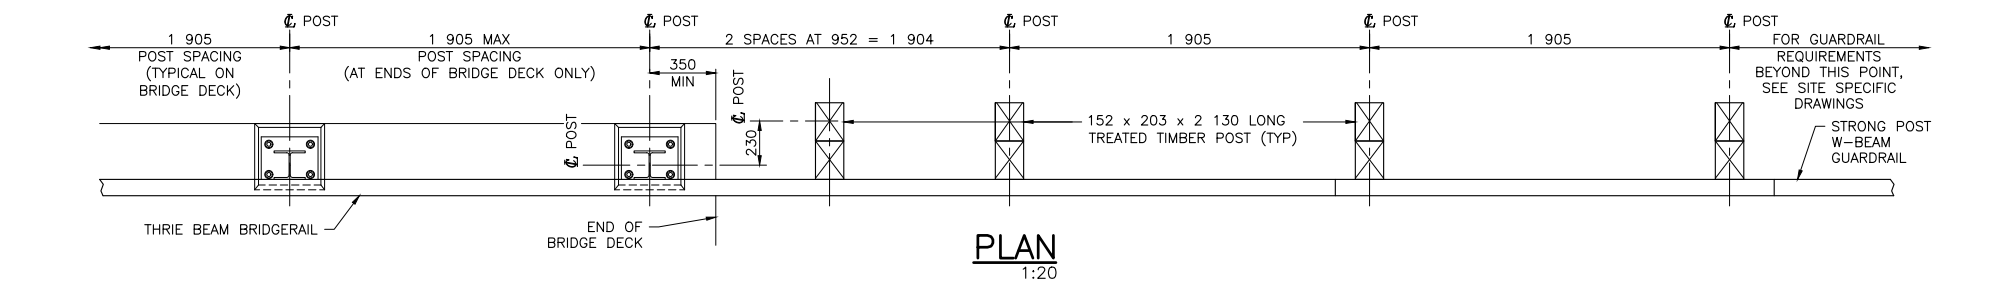 ℄ POST
℄ POST
℄ POST
℄ POST
℄ POST
1 905
POST SPACING
(TYPICAL ON
BRIDGE DECK)
1 905 MAX
POST SPACING
(AT ENDS OF BRIDGE DECK ONLY)
2 SPACES AT 952 = 1 904
1 905
1 905
FOR GUARDRAIL
REQUIREMENTS
BEYOND THIS POINT,
SEE SITE SPECIFIC
DRAWINGS
350
MIN
℄ POST
℄ POST
230
152 x 203 x 2 130 LONG
TREATED TIMBER POST (TYP)
STRONG POST
W-BEAM
GUARDRAIL
THRIE BEAM BRIDGERAIL
END OF
BRIDGE DECK
PLAN
1:20